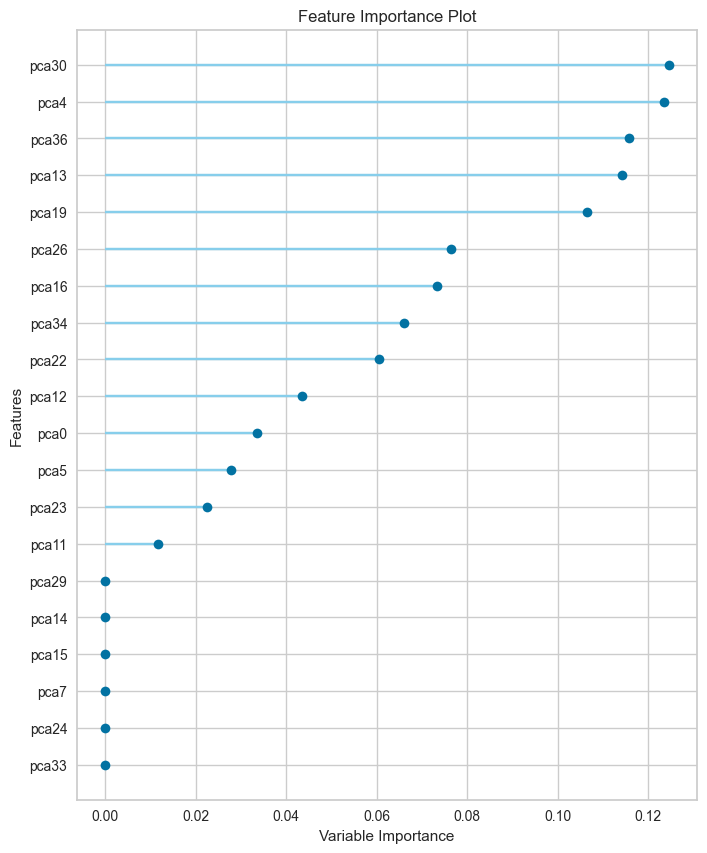 Feature Importance Plot
Features
pca30
pca4
pca36
pca13
pca19
pca26
pca16
pca34
pca22
pca12
pca0
pca5
pca23
pca11
pca29
pca14
pca15
pca7
pca24
pca33
0.00 0.02 0.04 0.06 0.08 0.10 0.12
Variable Importance